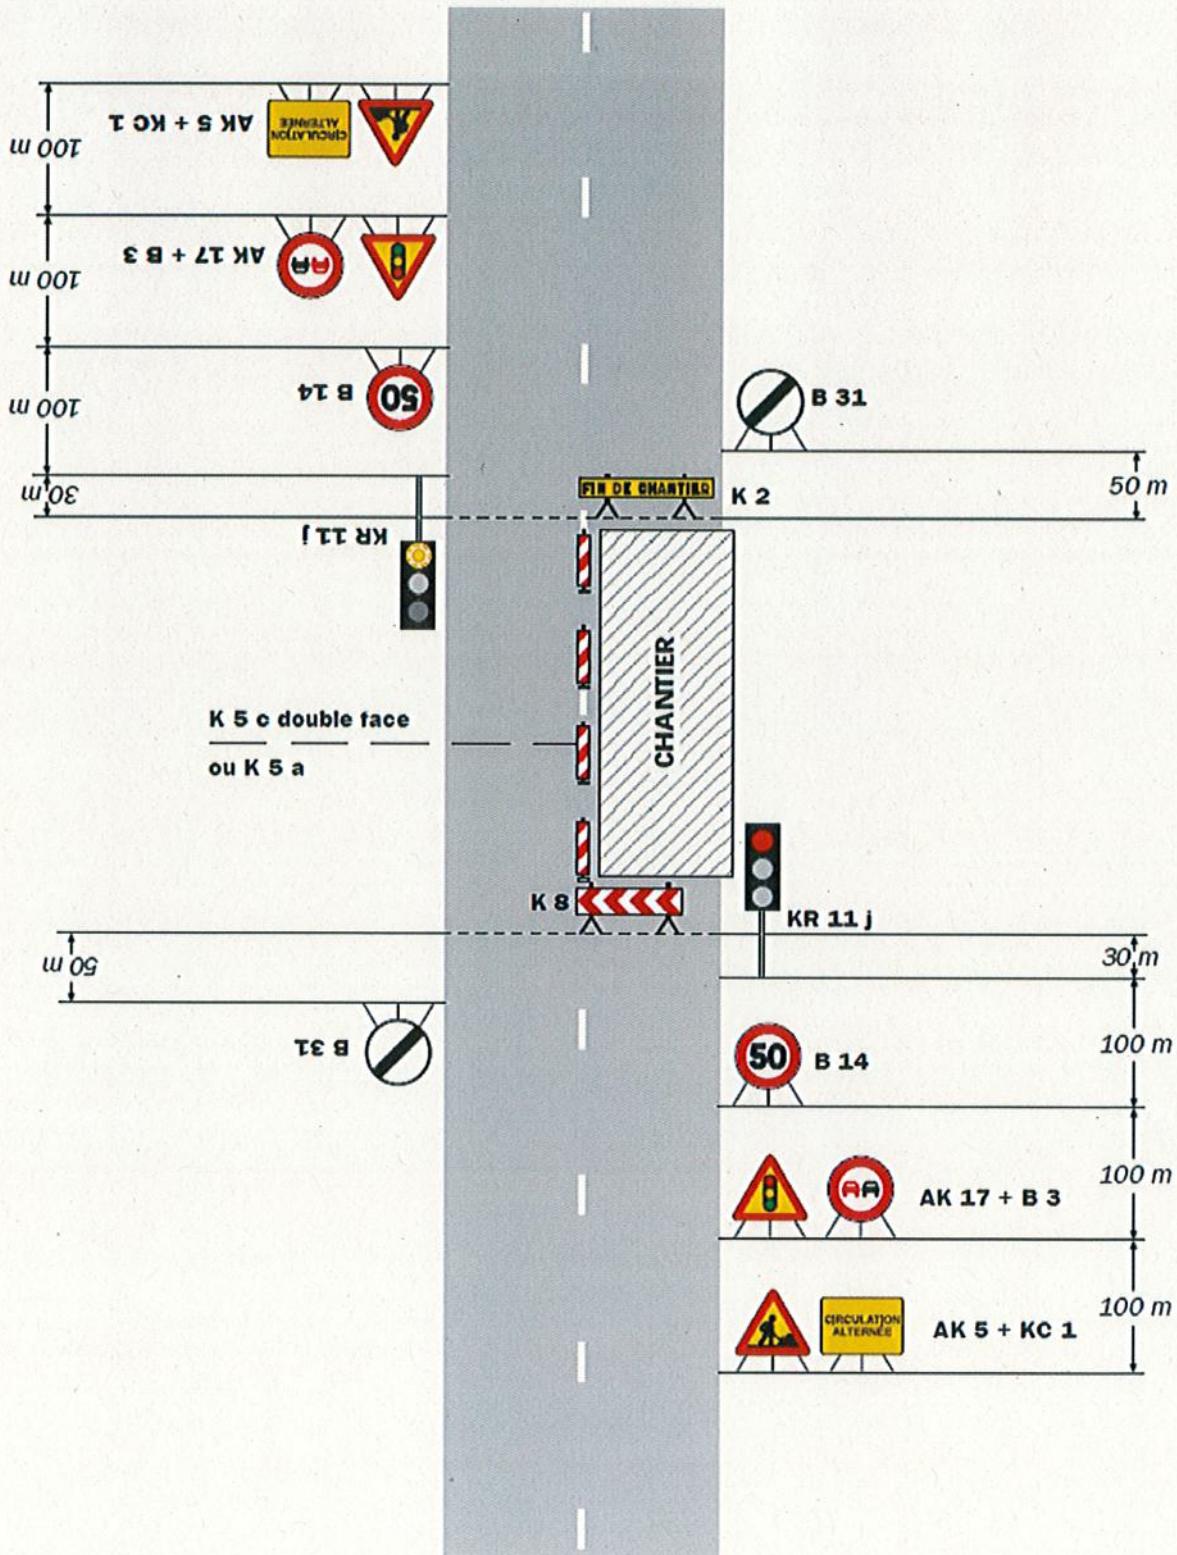 CIRCULATION
ALTERNÉE
AK 5 + KC 1
100 m
AK 17 + B 3
100 m
50
B 14
100 m
B 31
50 m
30 m
FIN DE CHANTIER
K 2
KR 11 j
CHANTIER
K 5 c double face
ou K 5 a
K 8
KR 11 j
30 m
50 m
B 31
50
B 14
100 m
AK 17 + B 3
100 m
CIRCULATION
ALTERNÉE
AK 5 + KC 1
100 m